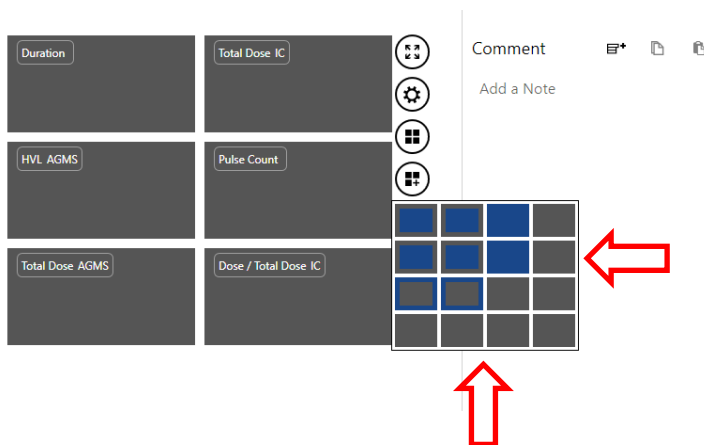 Duration
Total Dose IC
Comment
Add a Note
HVL AGMS
Pulse Count
Total Dose AGMS
Dose / Total Dose IC